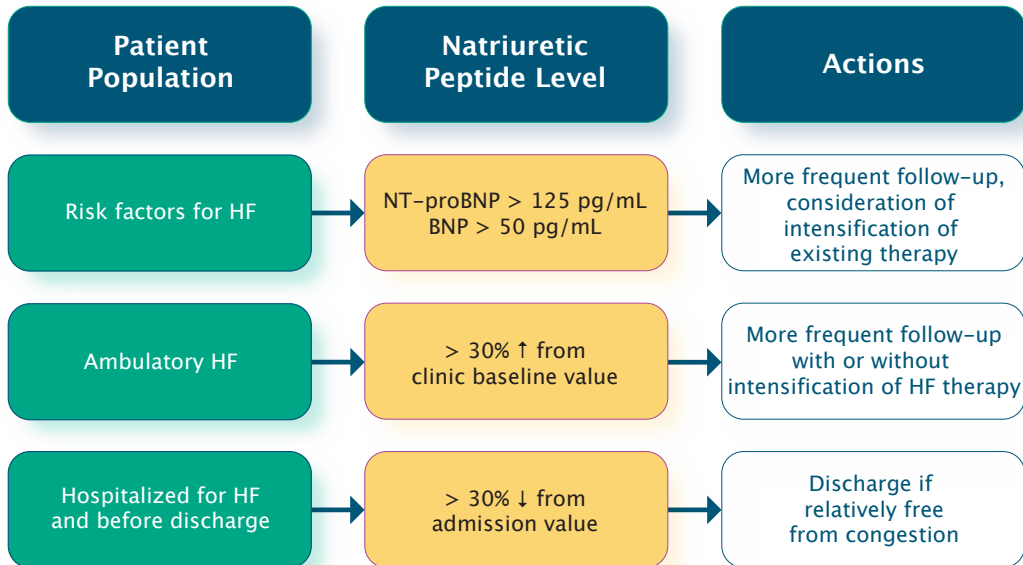 Patient
Population
Natriuretic
Peptide Level
Actions
Risk factors for HF
NT–proBNP > 125 pg/mL
BNP > 50 pg/mL
More frequent follow–up,
consideration of
intensification of
existing therapy
Ambulatory HF
> 30% ↑ from
clinic baseline value
More frequent follow–up
with or without
intensification of HF therapy
Hospitalized for HF
and before discharge
> 30% ↓ from
admission value
Discharge if
relatively free
from congestion